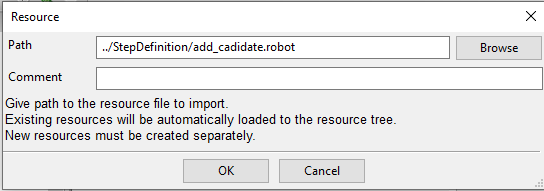 Resource
Path
../StepDefinition/add_cadidate.robot
Browse
Comment
Give path to the resource file to import.
Existing resources will be automatically loaded to the resource tree.
New resources must be created separately.
OK
Cancel